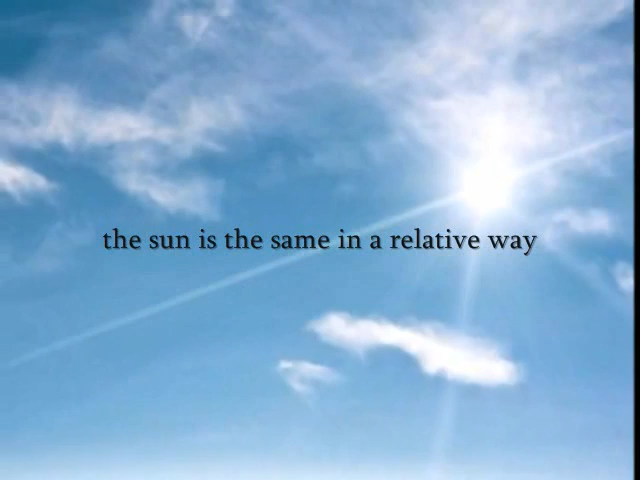 the sun is the same in a relative way